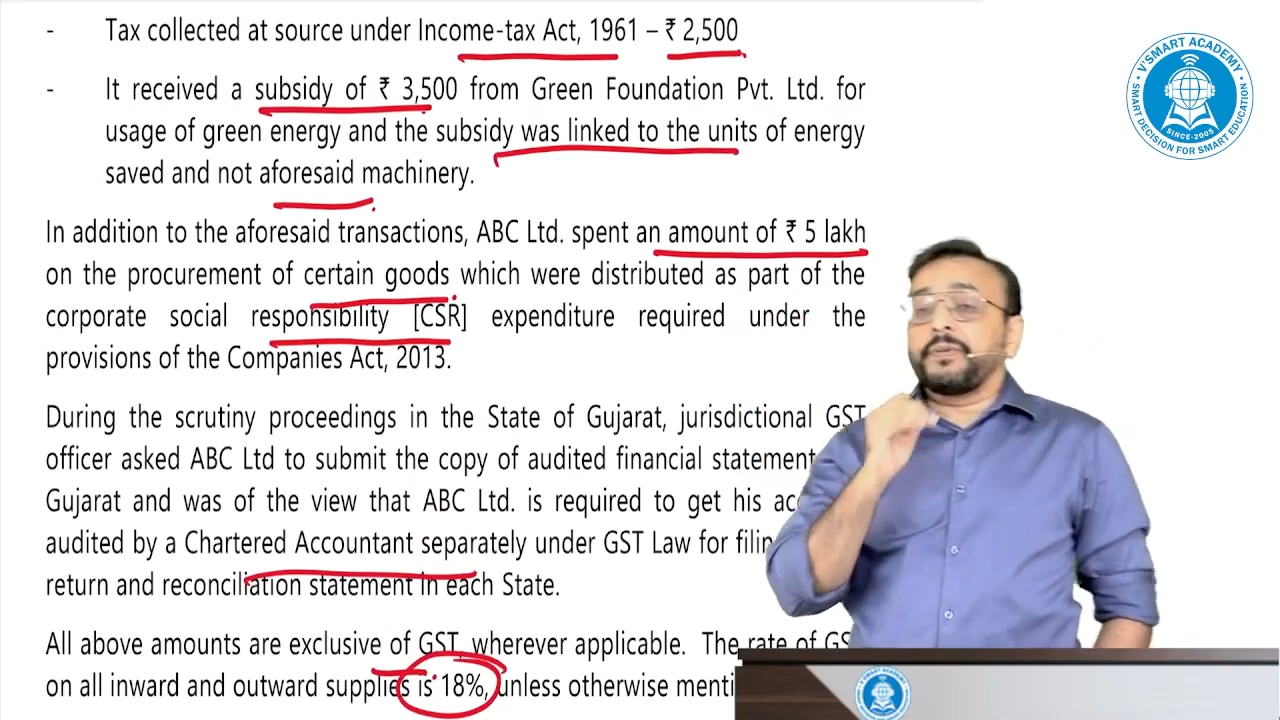 - Tax collected at source under Income-tax Act, 1961 – ₹ 2,500
- It received a subsidy of ₹ 3,500 from Green Foundation Pvt. Ltd. for
usage of green energy and the subsidy was linked to the units of energy
saved and not aforesaid machinery.
In addition to the aforesaid transactions, ABC Ltd. spent an amount of ₹ 5 lakh
on the procurement of certain goods which were distributed as part of the
corporate social responsibility [CSR] expenditure required under the
provisions of the Companies Act, 2013.
During the scrutiny proceedings in the State of Gujarat, jurisdictional GST
officer asked ABC Ltd to submit the copy of audited financial statement
Gujarat and was of the view that ABC Ltd. is required to get his
audited by a Chartered Accountant separately under GST Law for
return and reconciliation statement in each State.
All above amounts are exclusive of GST, wherever applicable. The rate of
on all inward and outward supplies is 18%, unless otherwise
V'SMART ACADEMY
SINCE-2005
SMART DECISION FOR SMART EDUCATION